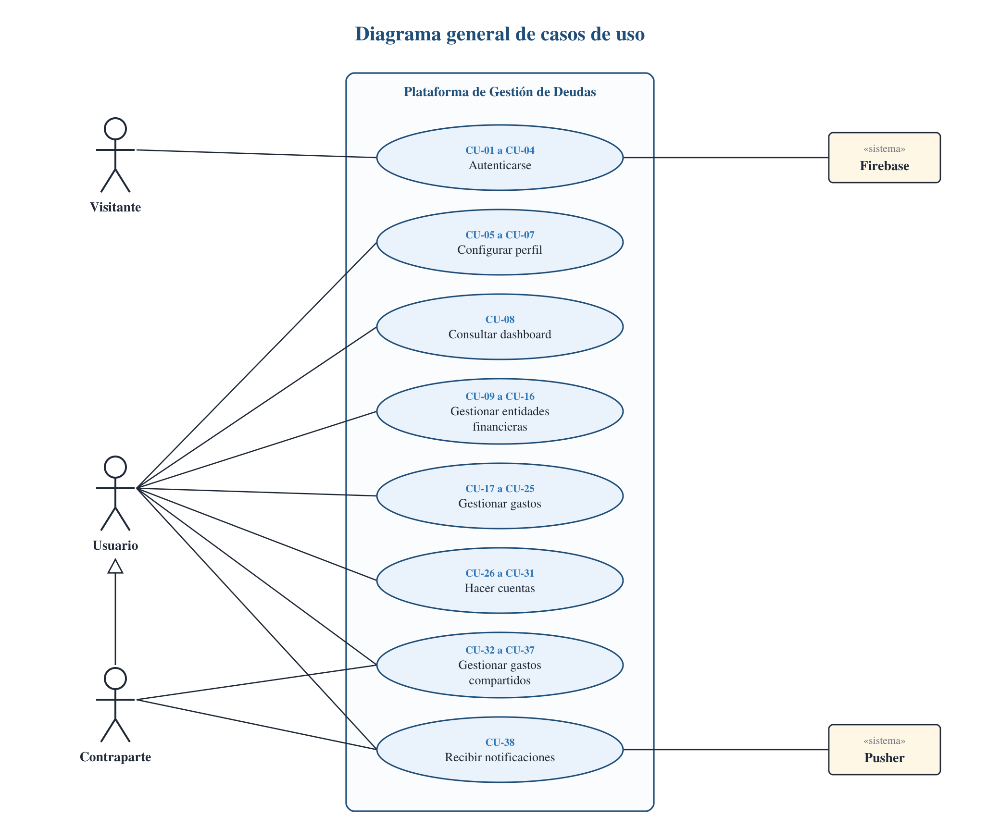 Diagrama general de casos de uso
Plataforma de Gestión de Deudas
CU-01 a CU-04
Autenticarse
«sistema»
Firebase
Visitante
CU-05 a CU-07
Configurar perfil
CU-08
Consultar dashboard
CU-09 a CU-16
Gestionar entidades
financieras
CU-17 a CU-25
Gestionar gastos
Usuario
CU-26 a CU-31
Hacer cuentas
CU-32 a CU-37
Gestionar gastos
compartidos
Contraparte
CU-38
Recibir notificaciones
«sistema»
Pusher